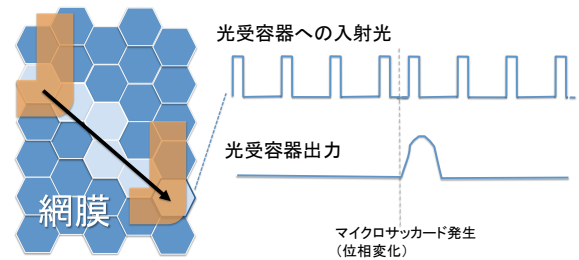 光受容器への入射光
光受容器出力
網膜
マイクロサッカード発生
（位相変化）